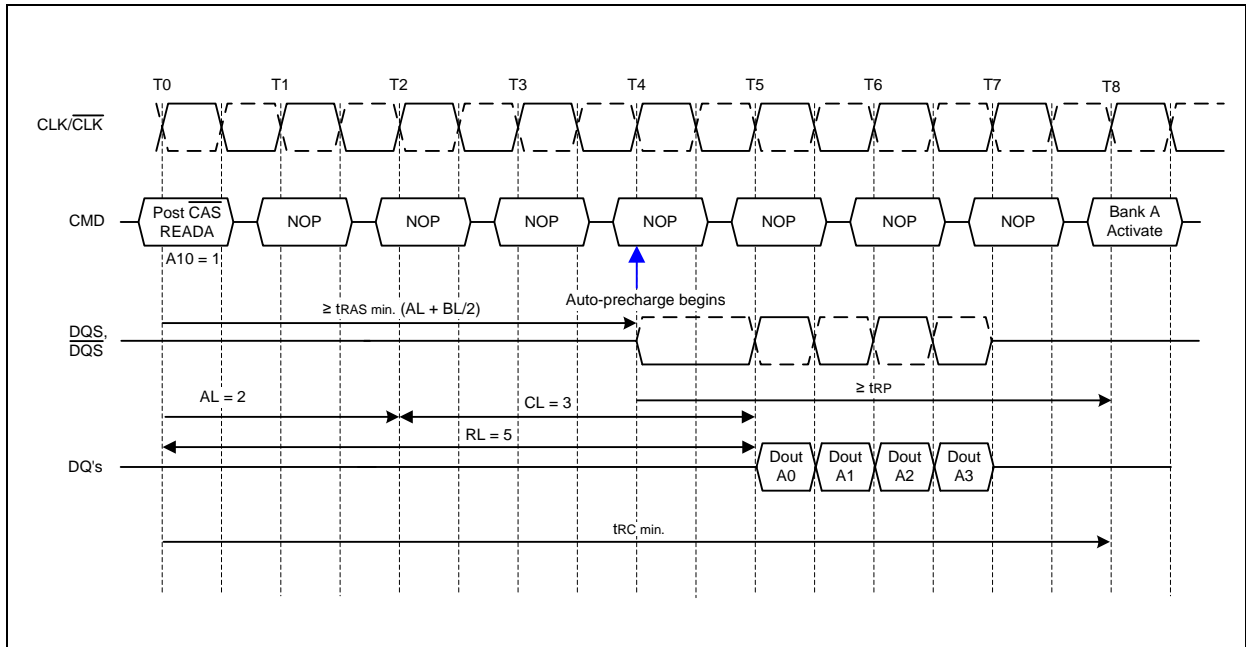 T0 T1 T2 T3 T4 T5 T6 T7 T8
CLK/CLK
CMD
Post CAS
READA
NOP
NOP
NOP
NOP
NOP
NOP
NOP
Bank A
Activate
A10 = 1
Auto-precharge begins
≥ tRAS min. (AL + BL/2)
DQS,
DQS
≥ tRP
AL = 2
CL = 3
RL = 5
DQ's
Dout
A0
Dout
A1
Dout
A2
Dout
A3
tRC min.